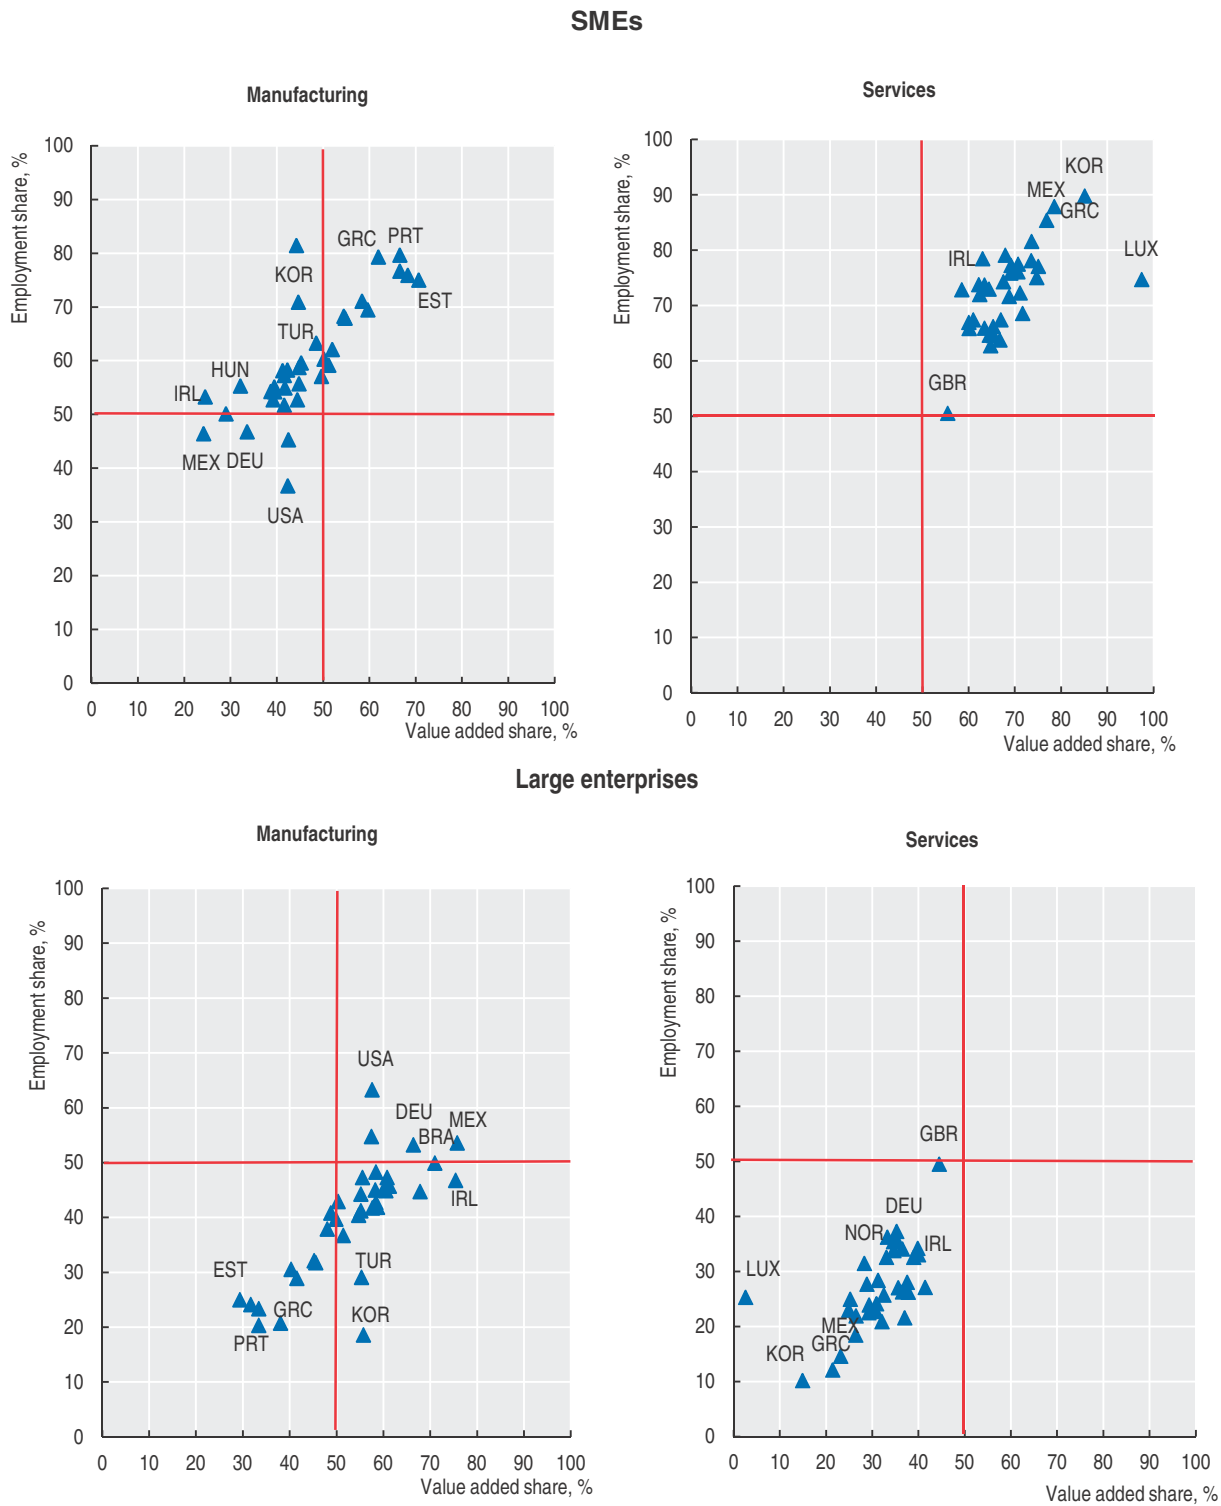 SMEs
Manufacturing
Services
Employment share, %
100
90
80
70
60
50
40
30
20
10
0
GRC PRT
KOR
EST
TUR
HUN
IRL
MEX DEU
USA
0 10 20 30 40 50 60 70 80 90 100
Value added share, %
Employment share, %
100
90
80
70
60
50
40
30
20
10
0
KOR
MEX
GRC
LUX
IRL
GBR
0 10 20 30 40 50 60 70 80 90 100
Value added share, %
Large enterprises
Manufacturing
Services
Employment share, %
100
90
80
70
60
50
40
30
20
10
0
USA
DEU
MEX
BRA
IRL
TUR
EST
GRC
KOR
PRT
0 10 20 30 40 50 60 70 80 90 100
Value added share, %
Employment share, %
100
90
80
70
60
50
40
30
20
10
0
GBR
DEU
NOR
IRL
LUX
MEX
GRC
KOR
0 10 20 30 40 50 60 70 80 90 100
Value added share, %